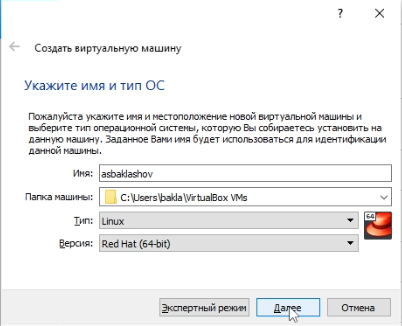 ?
Создать виртуальную машину
Укажите имя и тип ОС
Пожалуйста укажите имя и местоположение новой виртуальной машины и
выберите тип операционной системы, которую Вы собираетесь установить на
данную машину. Заданное Вами имя будет использоваться для идентификации
данной машины.
Имя: asbaklashov
Папка машины: C:\Users\bakla\VirtualBox VMs
Тип: Linux
64
Версия: Red Hat (64-bit)
Экспертный режим Далее Отмена